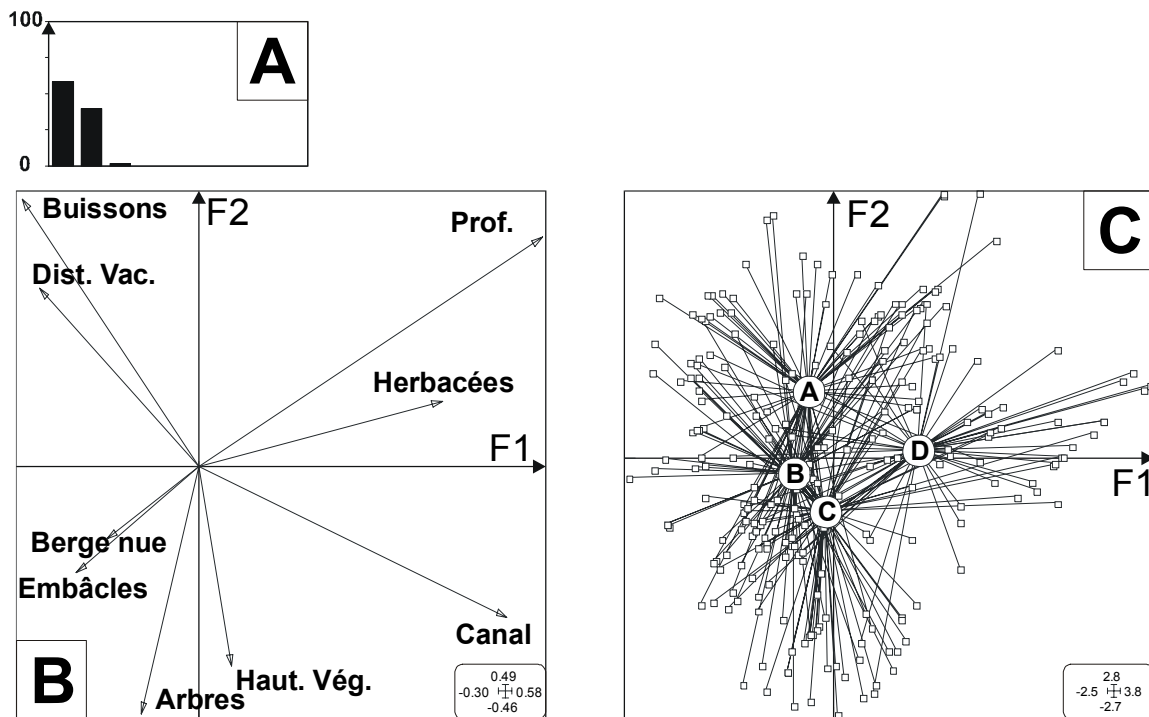 100
A
0
Buissons
F2
Prof.
Dist. Vac.
Herbacées
F1
Berge nue
Embâcles
Canal
B
Arbres
Haut. Vég.
0.49
-0.30 0.58
-0.46
F2
C
A
B
D
C
F1
2.8
-2.5 3.8
-2.7